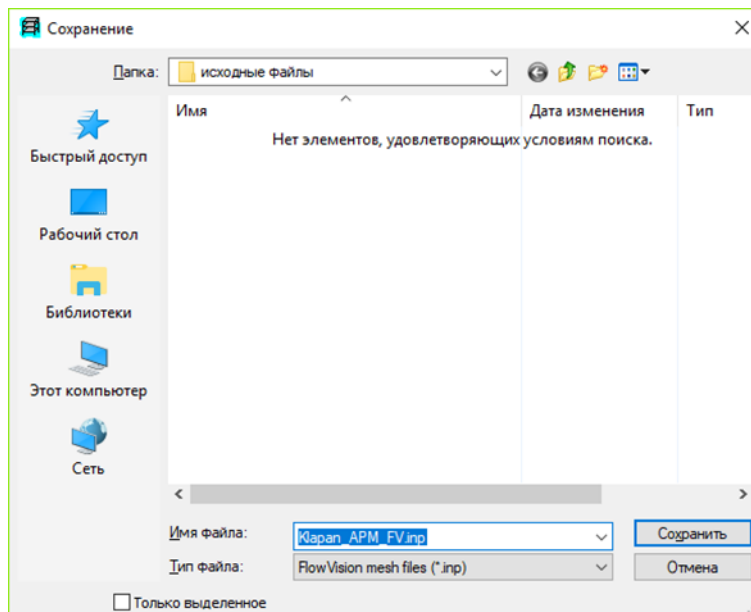 Сохранение
Папка: исходные файлы
Имя Дата изменения Тип
Нет элементов, удовлетворяющих условиям поиска.
Быстрый доступ
Рабочий стол
Библиотеки
Этот компьютер
Сеть
Имя файла: Klapan_APM_FV.inp Сохранить
Тип файла: FlowVision mesh files (*.inp) Отмена
Только выделенное